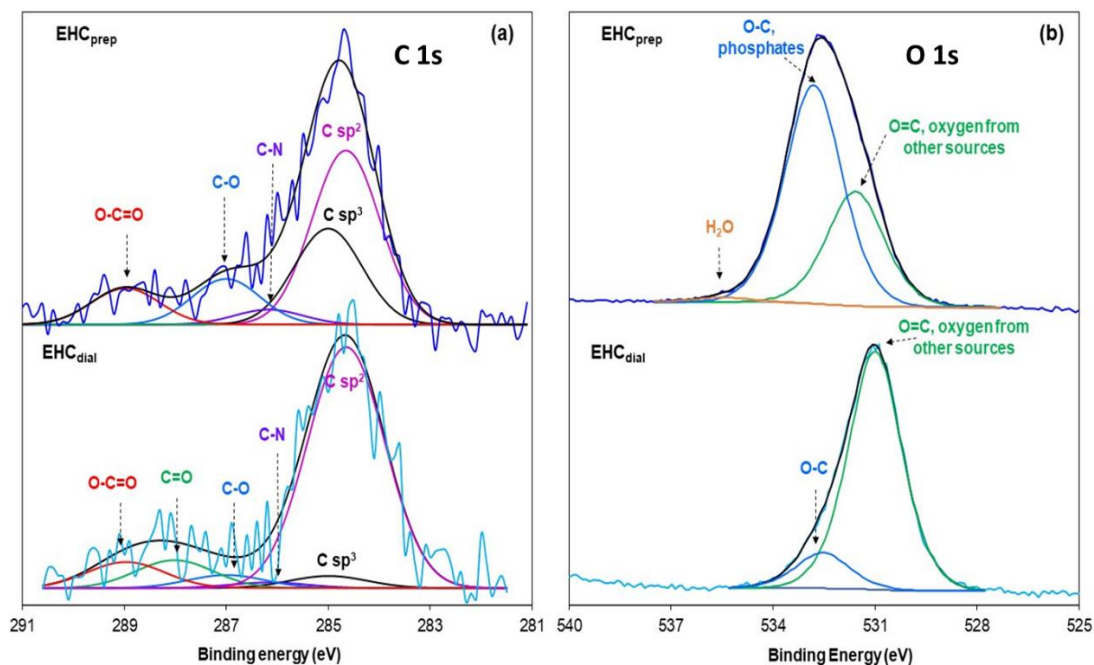 EHCprep
(a)
C 1s
C sp²
C-N
C-O
C sp³
O-C=O
EHCdial
C sp²
C-N
C=O
O-C=O
C-O
C sp³
291
289
287
285
283
281
Binding energy (eV)
EHCprep
(b)
O-C,
phosphates
O 1s
O=C, oxygen from
other sources
H₂O
O=C, oxygen from
other sources
EHCdial
O-C
540
537
534
531
528
525
Binding Energy (eV)